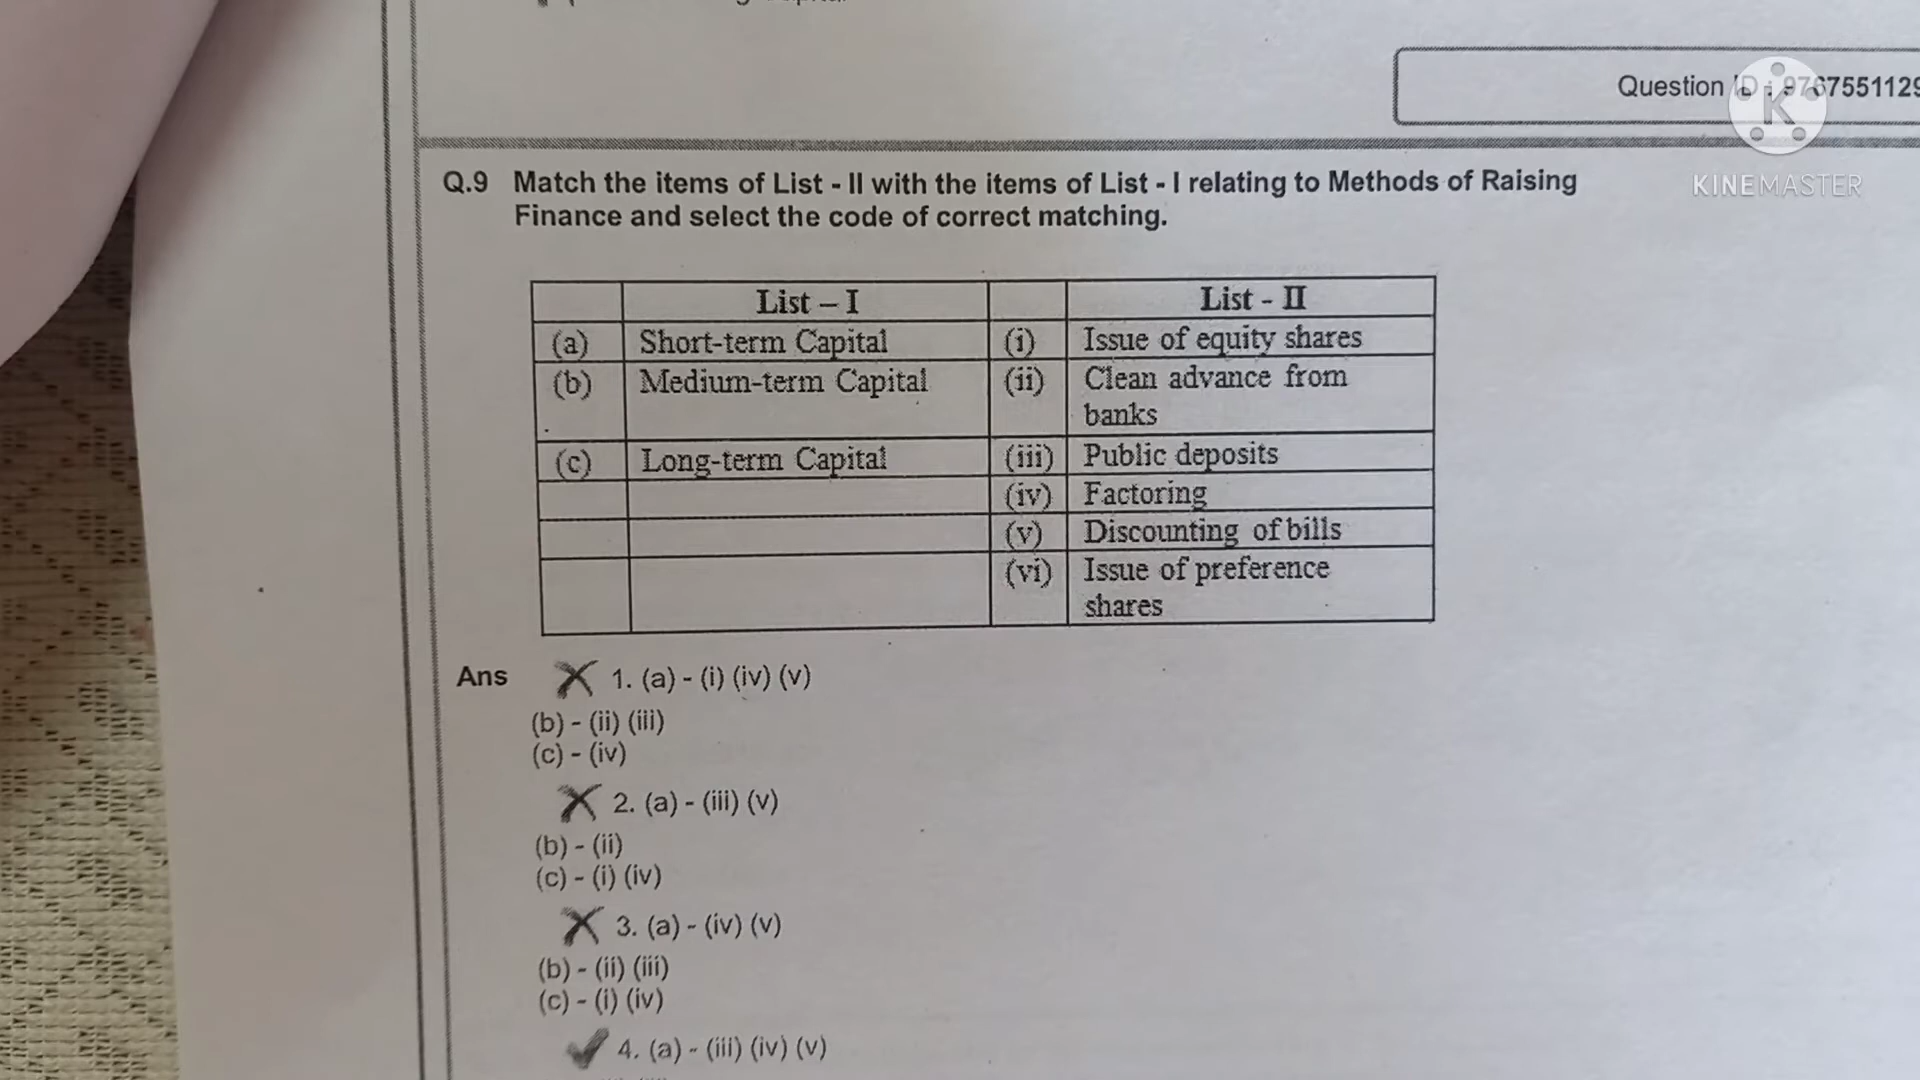 Question ID : 9767551129
KINEMASTER
Q.9 Match the items of List - II with the items of List - I relating to Methods of Raising
Finance and select the code of correct matching.
List – I List - II
(a) Short-term Capital (i) Issue of equity shares
(b) Medium-term Capital (ii) Clean advance from
banks
(c) Long-term Capital (iii) Public deposits
(iv) Factoring
(v) Discounting of bills
(vi) Issue of preference
shares
Ans 1. (a) - (i) (iv) (v)
(b) - (ii) (iii)
(c) - (iv)
2. (a) - (iii) (v)
(b) - (ii)
(c) - (i) (iv)
3. (a) - (iv) (v)
(b) - (ii) (iii)
(c) - (i) (iv)
4. (a) - (iii) (iv) (v)